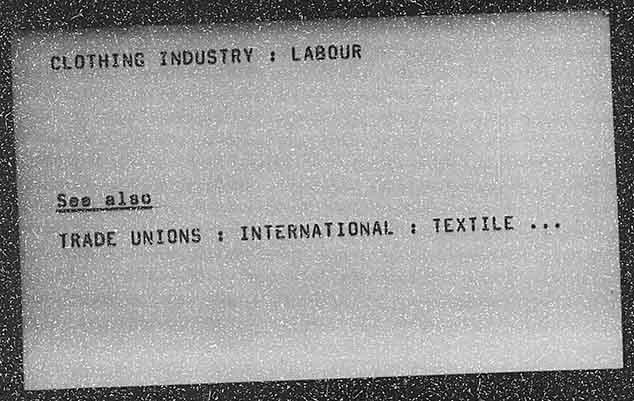 CLOTHING INDUSTRY : LABOUR
See also
TRADE UNIONS : INTERNATIONAL : TEXTILE ...